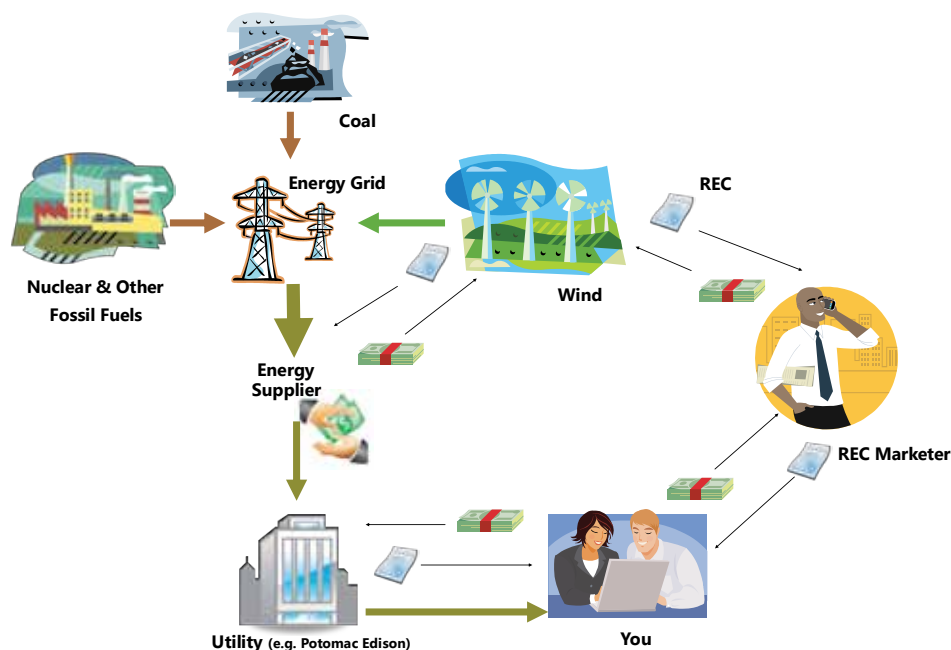 Coal
Energy Grid
REC
Nuclear & Other
Fossil Fuels
Wind
Energy
Supplier
REC Marketer
Utility (e.g. Potomac Edison)
You